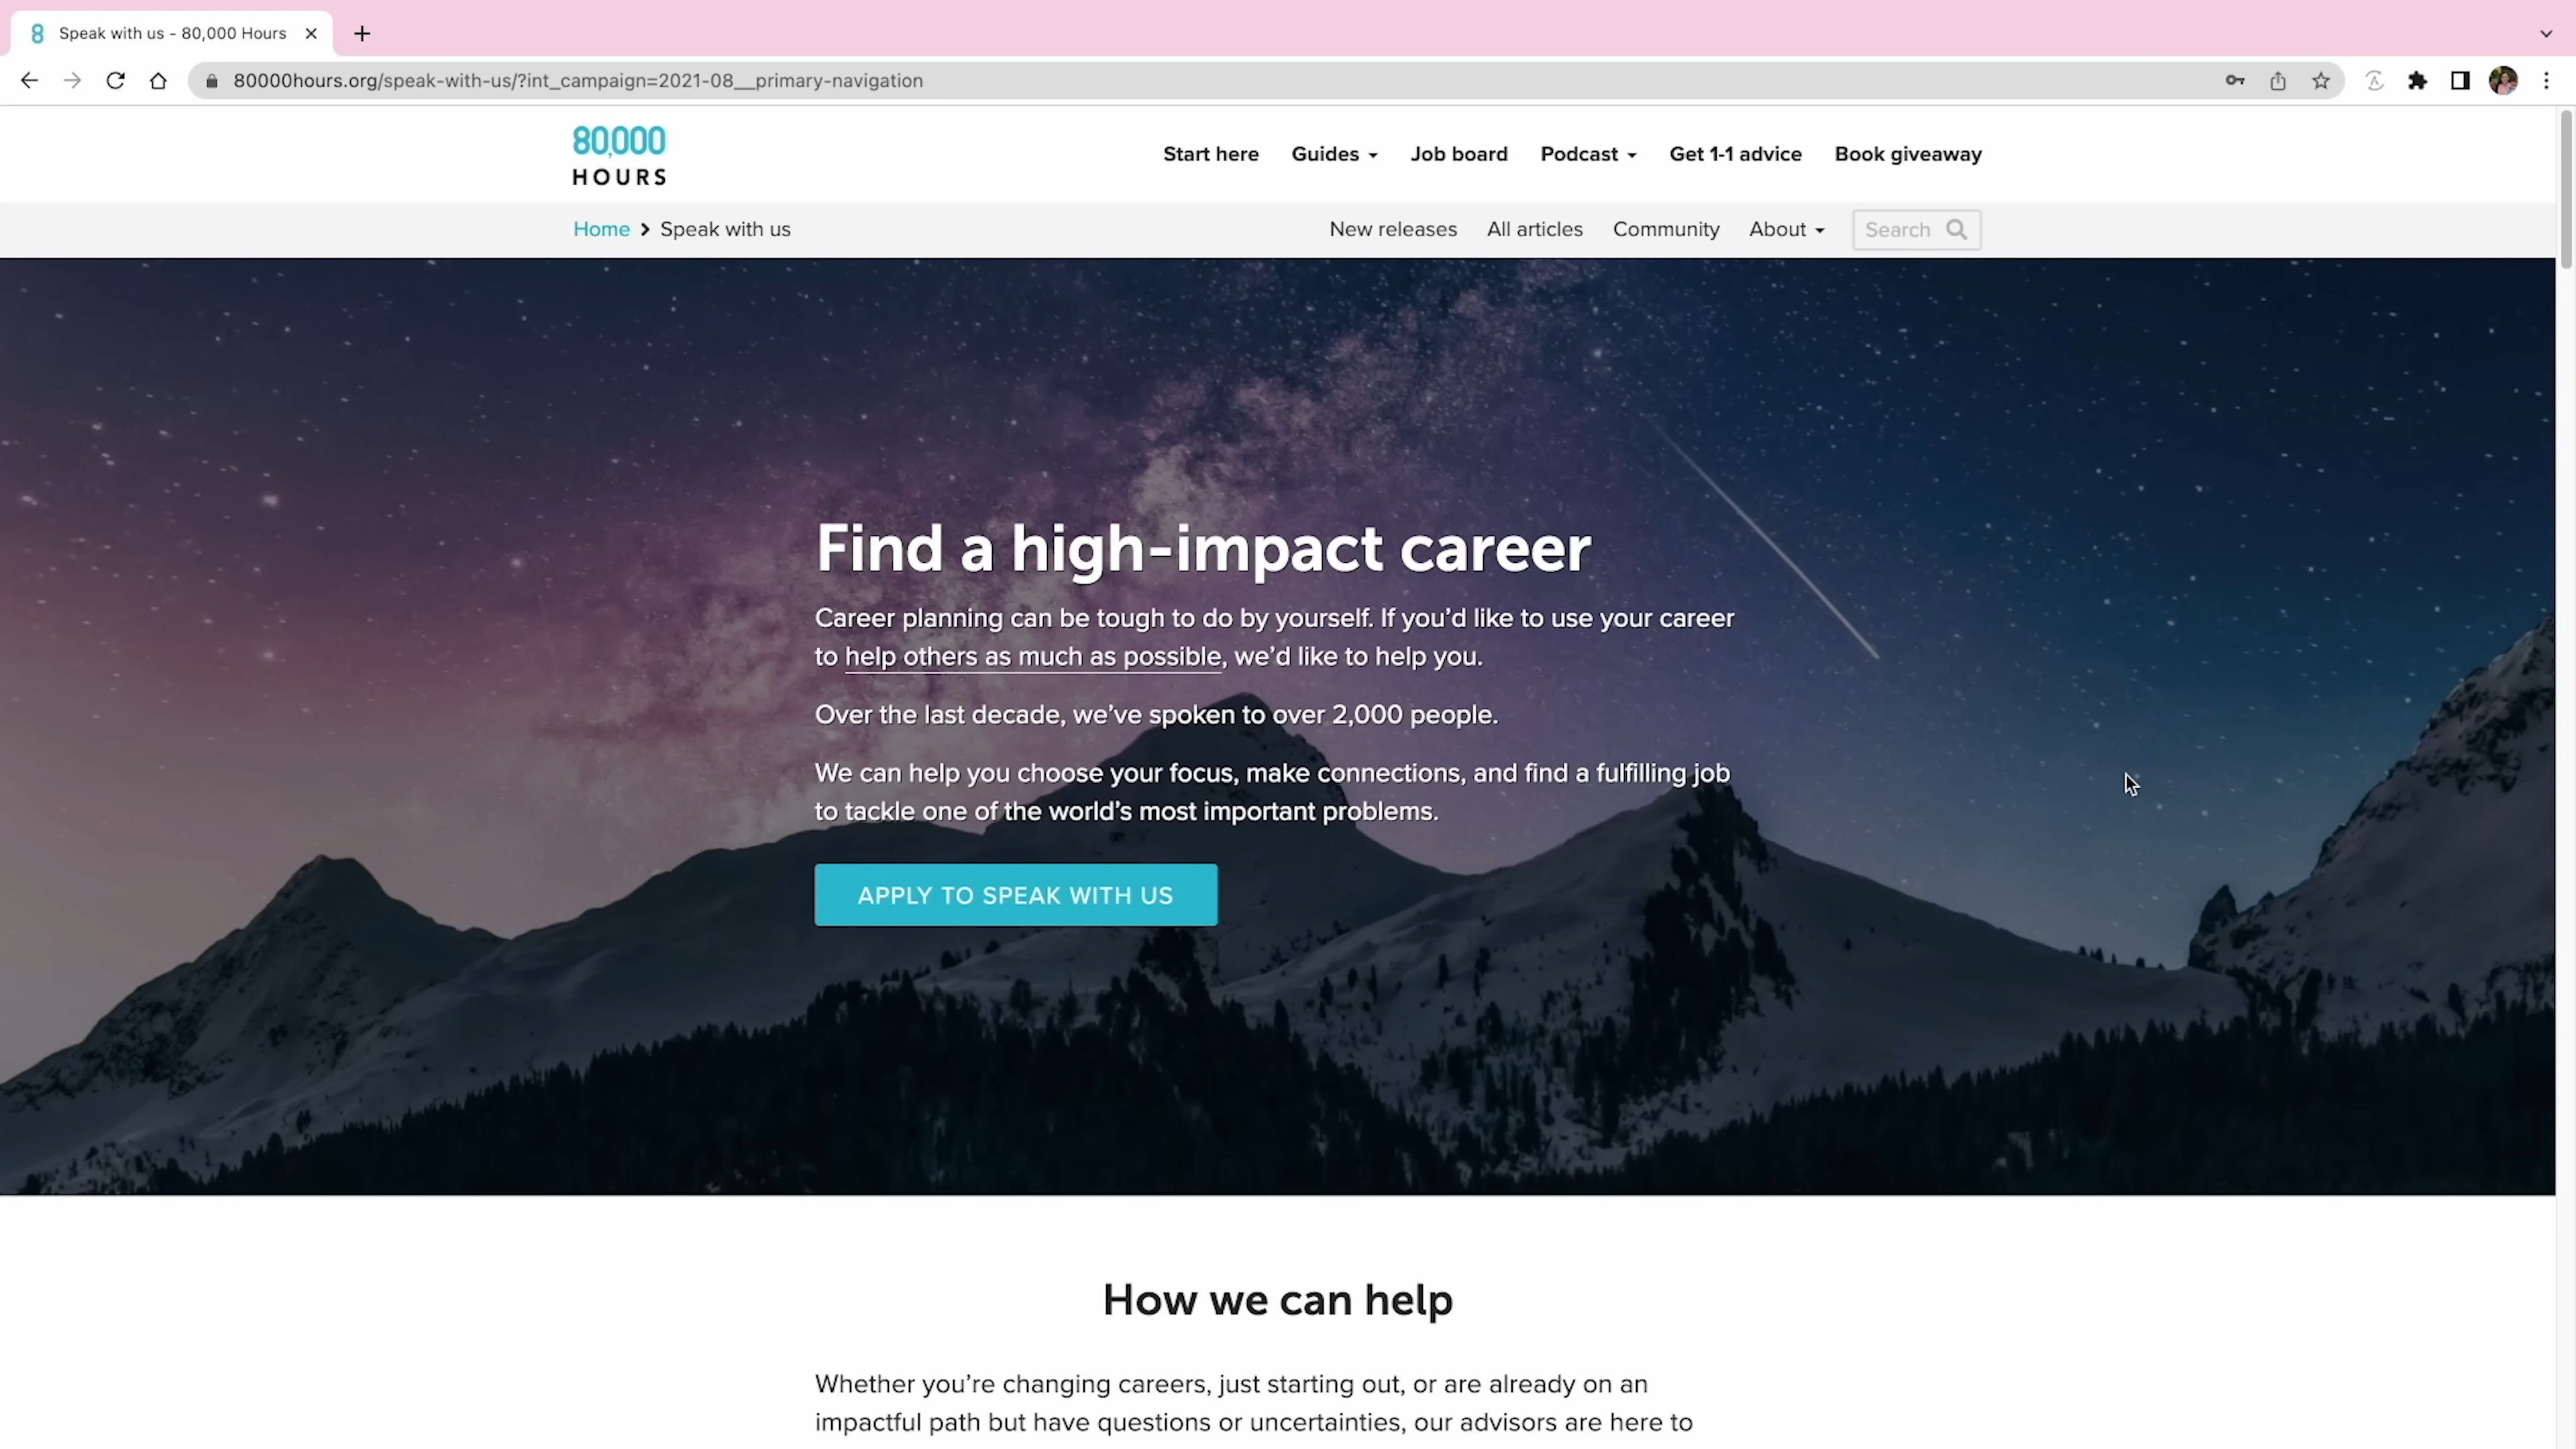 Speak with us - 80,000 Hours
80000hours.org/speak-with-us/?int_campaign=2021-08__primary-navigation
80,000
HOURS
Start here
Guides
Job board
Podcast
Get 1-1 advice
Book giveaway
Home > Speak with us
New releases
All articles
Community
About
Search
Find a high-impact career
Career planning can be tough to do by yourself. If you’d like to use your career
to help others as much as possible, we’d like to help you.
Over the last decade, we’ve spoken to over 2,000 people.
We can help you choose your focus, make connections, and find a fulfilling job
to tackle one of the world’s most important problems.
APPLY TO SPEAK WITH US
How we can help
Whether you’re changing careers, just starting out, or are already on an
impactful path but have questions or uncertainties, our advisors are here to